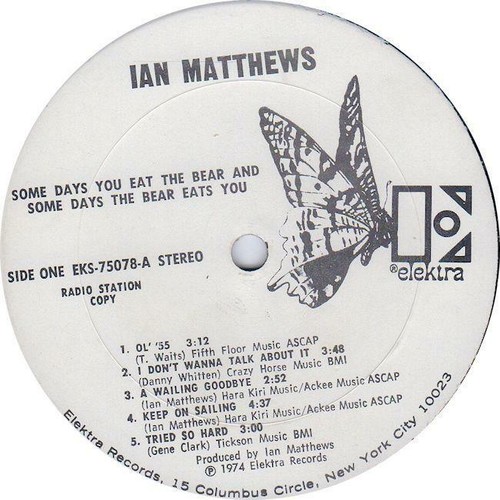 IAN MATTHEWS
SOME DAYS YOU EAT THE BEAR AND
SOME DAYS THE BEAR EATS YOU
SIDE ONE EKS-75078-A STEREO
RADIO STATION
COPY
®elektra
1. OL' '55 3:12
(T. Waits) Fifth Floor Music ASCAP
2. I DON'T WANNA TALK ABOUT IT 3:48
(Danny Whitten) Crazy Horse Music BMI
3. A WAILING GOODBYE 2:52
(Ian Matthews) Hara Kiri Music/Ackee Music ASCAP
4. KEEP ON SAILING 4:37
(Ian Matthews) Hara Kiri Music/Ackee Music ASCAP
5. TRIED SO HARD 3:00
(Gene Clark) Tickson Music BMI
Produced by Ian Matthews
℗ 1974 Elektra Records
Elektra Records, 15 Columbus Circle, New York City 10023